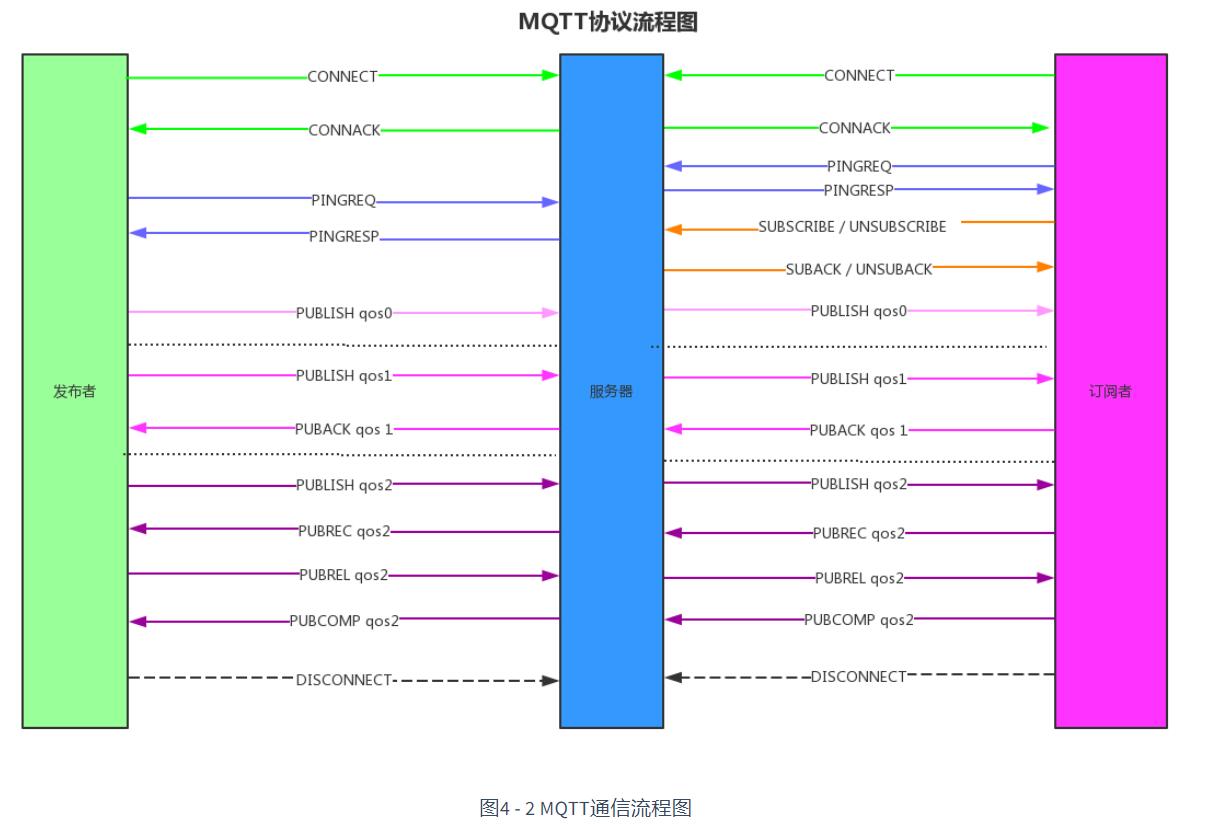 MQTT协议流程图
CONNECT
CONNECT
CONNACK
CONNACK
PINGREQ
PINGRESP
PINGREQ
SUBSCRIBE / UNSUBSCRIBE
PINGRESP
SUBACK / UNSUBACK
PUBLISH qos0
PUBLISH qos0
PUBLISH qos1
PUBLISH qos1
发布者
服务器
订阅者
PUBACK qos 1
PUBACK qos 1
PUBLISH qos2
PUBLISH qos2
PUBREC qos2
PUBREC qos2
PUBREL qos2
PUBREL qos2
PUBCOMP qos2
PUBCOMP qos2
DISCONNECT
DISCONNECT
图4 - 2 MQTT通信流程图